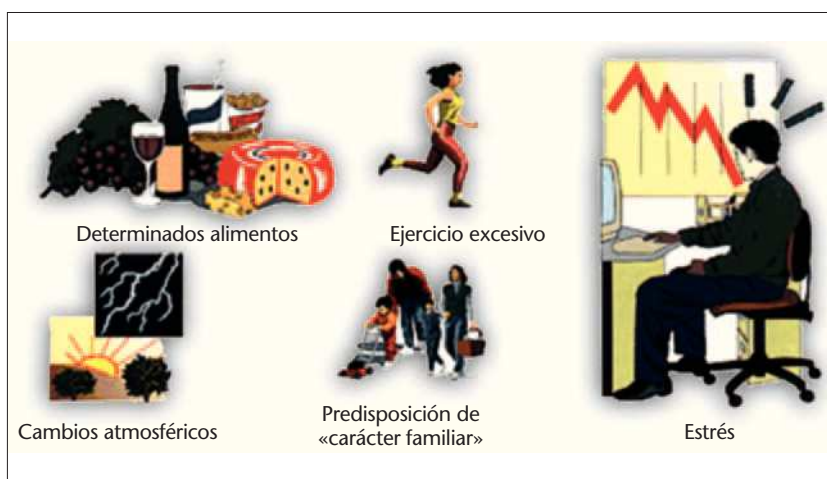 Determinados alimentos
Ejercicio excesivo
Cambios atmosféricos
Predisposición de
«carácter familiar»
Estrés